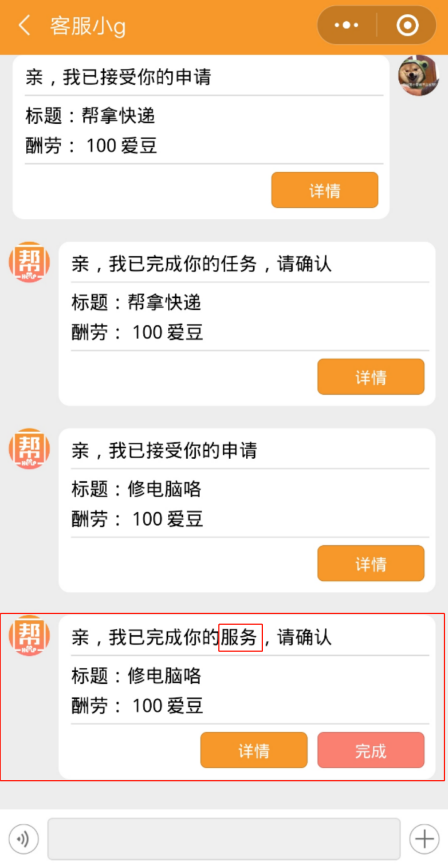 客服小g
亲，我已接受你的申请
标题：帮拿快递
酬劳： 100 爱豆
详情
帮
亲，我已完成你的任务，请确认
标题：帮拿快递
酬劳： 100 爱豆
详情
帮
亲，我已接受你的申请
标题：修电脑咯
酬劳： 100 爱豆
详情
帮
亲，我已完成你的服务，请确认
标题：修电脑咯
酬劳： 100 爱豆
详情 完成